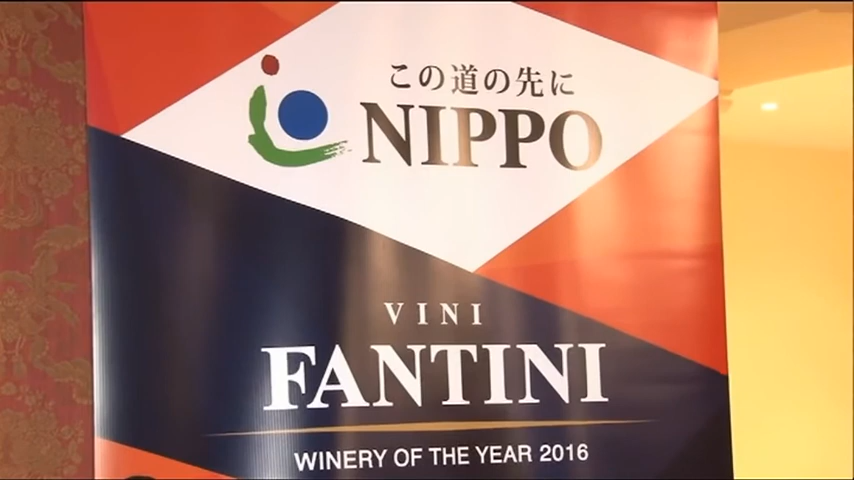 この道の先に
NIPPO
VINI
FANTINI
WINERY OF THE YEAR 2016